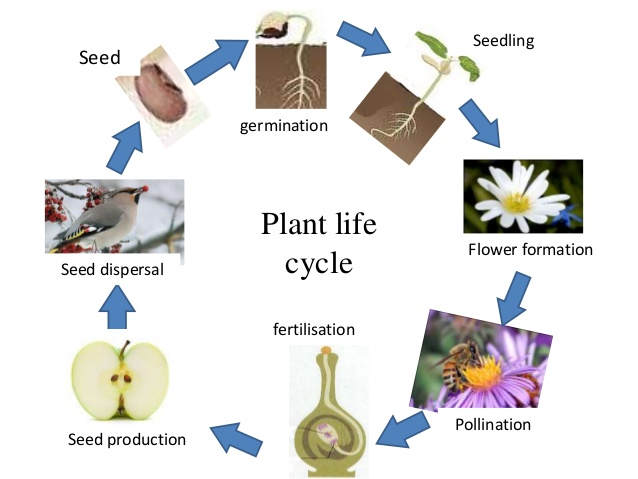 Seed
germination
Seedling
Flower formation
Pollination
fertilisation
Seed production
Seed dispersal
Plant life
cycle